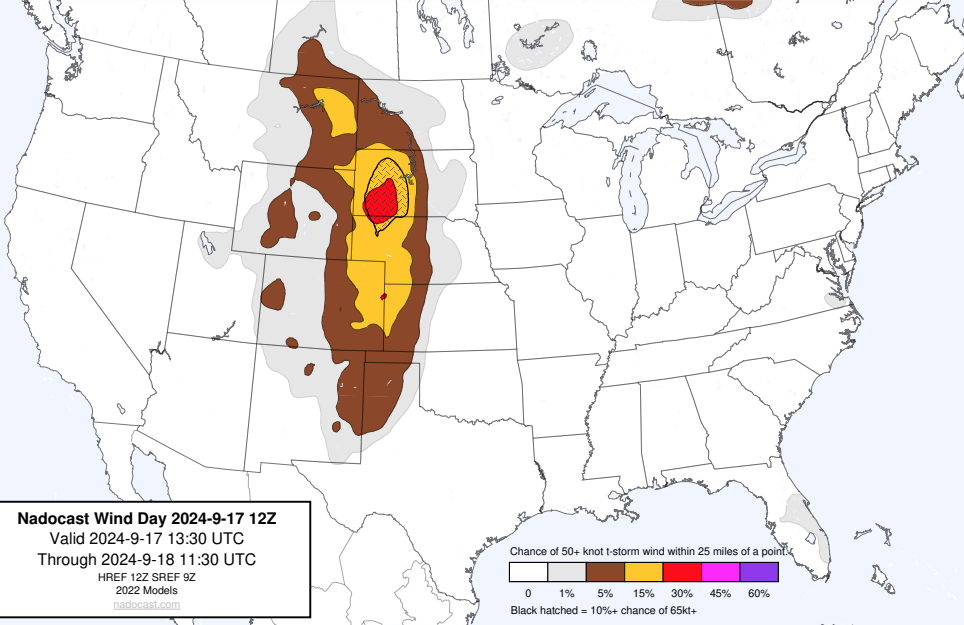 Nadocast Wind Day 2024-9-17 12Z
Valid 2024-9-17 13:30 UTC
Through 2024-9-18 11:30 UTC
HREF 12Z SREF 9Z
2022 Models
nadocast.com
Chance of 50+ knot t-storm wind within 25 miles of a point.
0 1% 5% 15% 30% 45% 60%
Black hatched = 10%+ chance of 65kt+